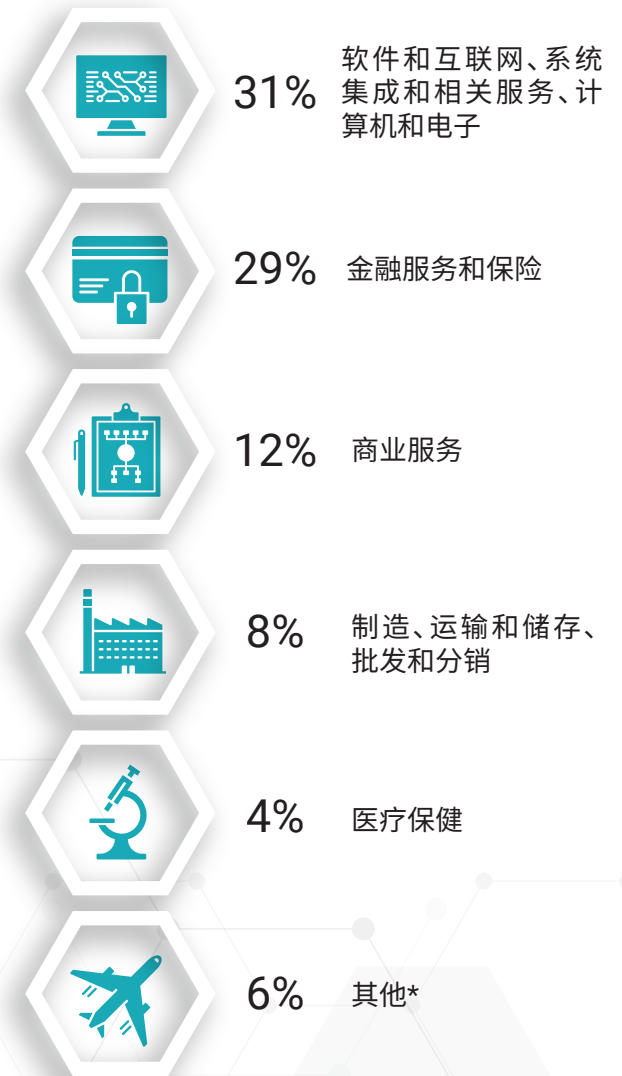 31%
软件和互联网、系统
集成和相关服务、计
算机和电子
29%
金融服务和保险
12%
商业服务
8%
制造、运输和储存、
批发和分销
4%
医疗保健
6%
其他*